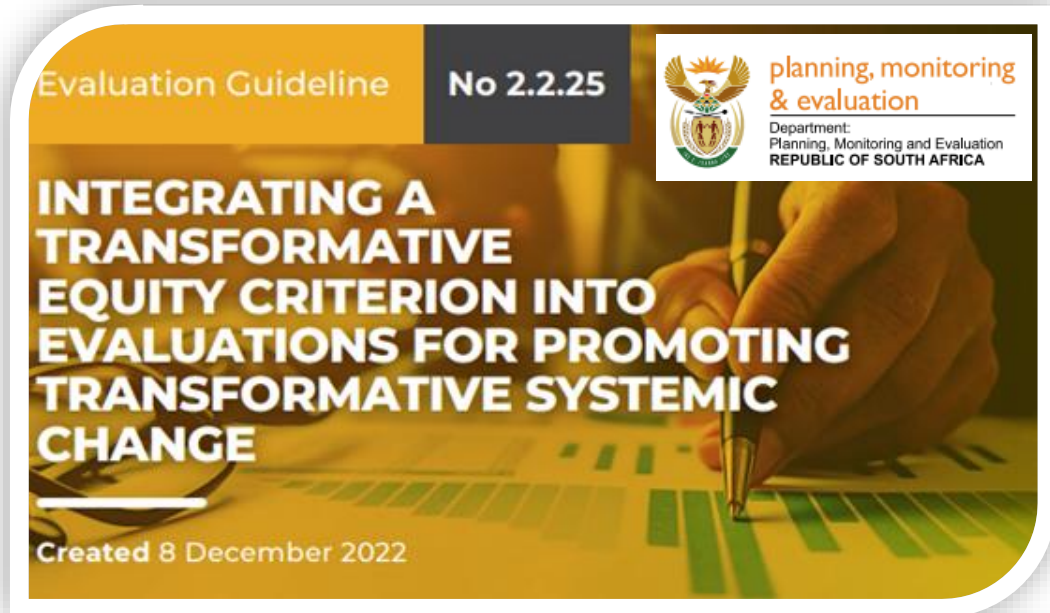 Evaluation Guideline
No 2.2.25
planning, monitoring
& evaluation
Department:
Planning, Monitoring and Evaluation
REPUBLIC OF SOUTH AFRICA
INTEGRATING A
TRANSFORMATIVE
EQUITY CRITERION INTO
EVALUATIONS FOR PROMOTING
TRANSFORMATIVE SYSTEMIC
CHANGE
Created 8 December 2022